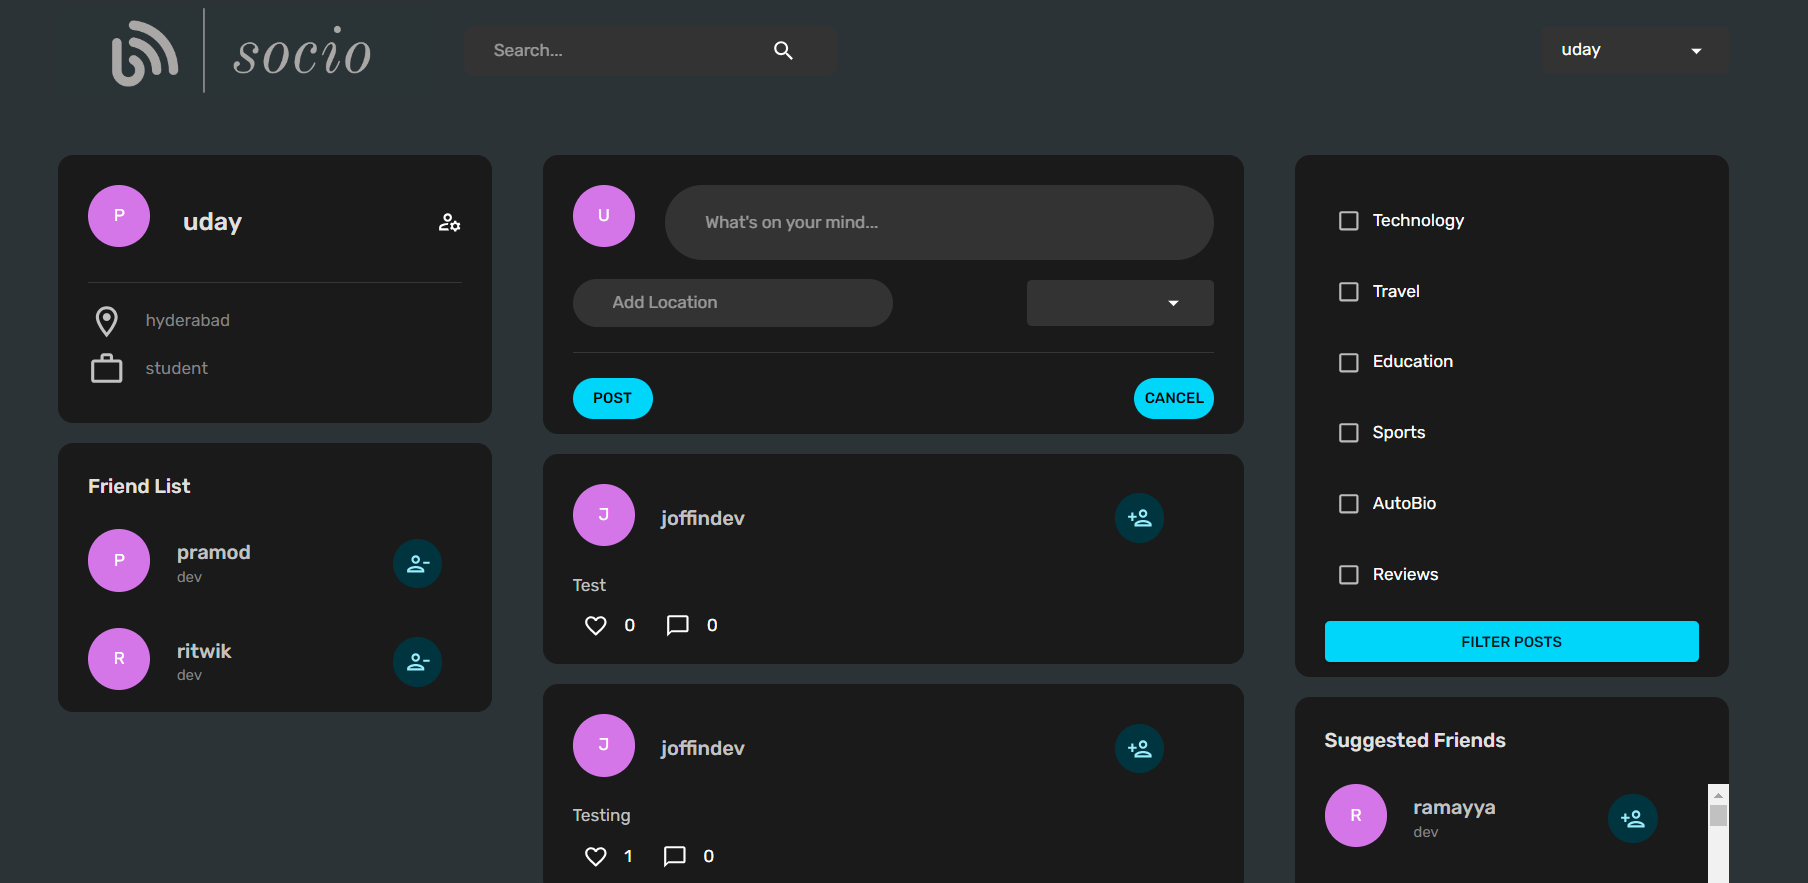 socio
Search...
uday
P
uday
hyderabad
student
Friend List
P
pramod
dev
R
ritwik
dev
U
What's on your mind...
Add Location
POST
CANCEL
J
joffindev
Test
0
0
J
joffindev
Testing
1
0
Technology
Travel
Education
Sports
AutoBio
Reviews
FILTER POSTS
Suggested Friends
R
ramayya
dev